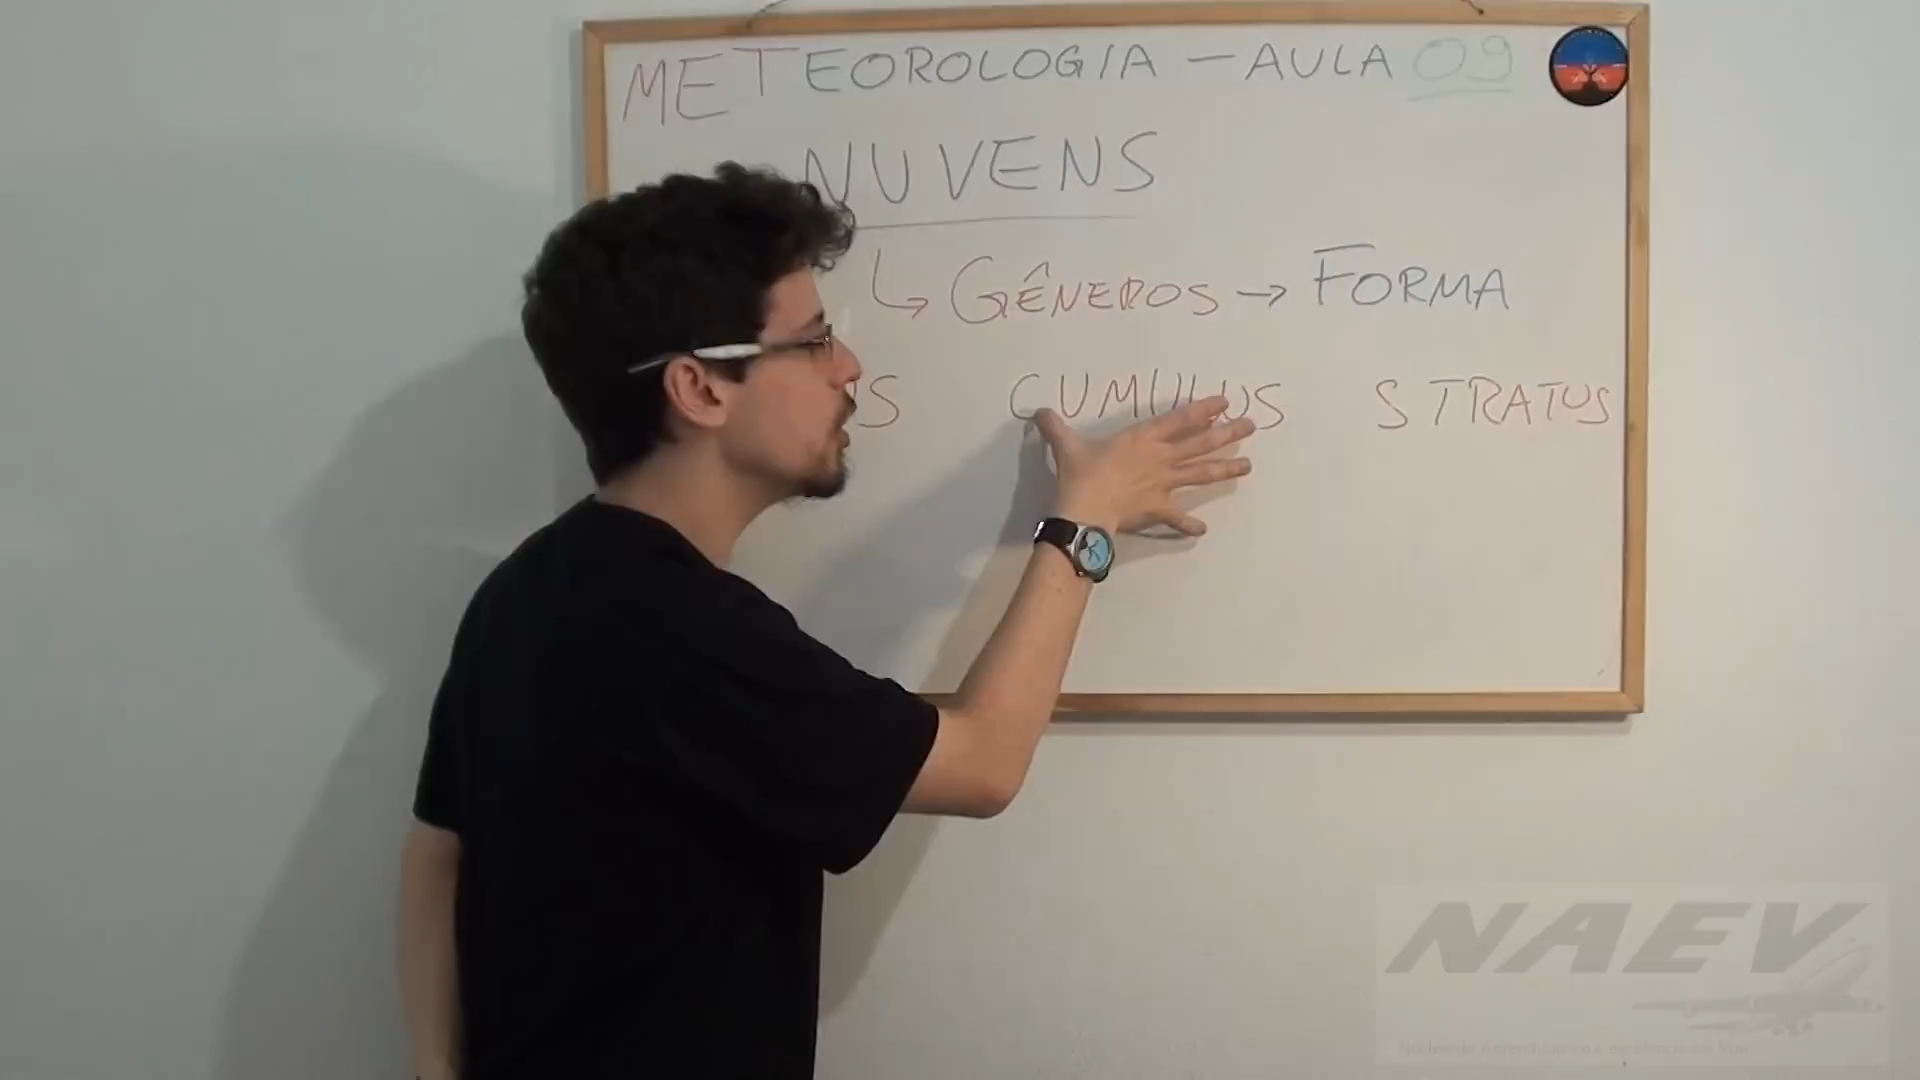 METEOROLOGIA - AULA 09
NUVENS
↳ GÊNEROS → FORMA
CUMULUS STRATUS
NAEV